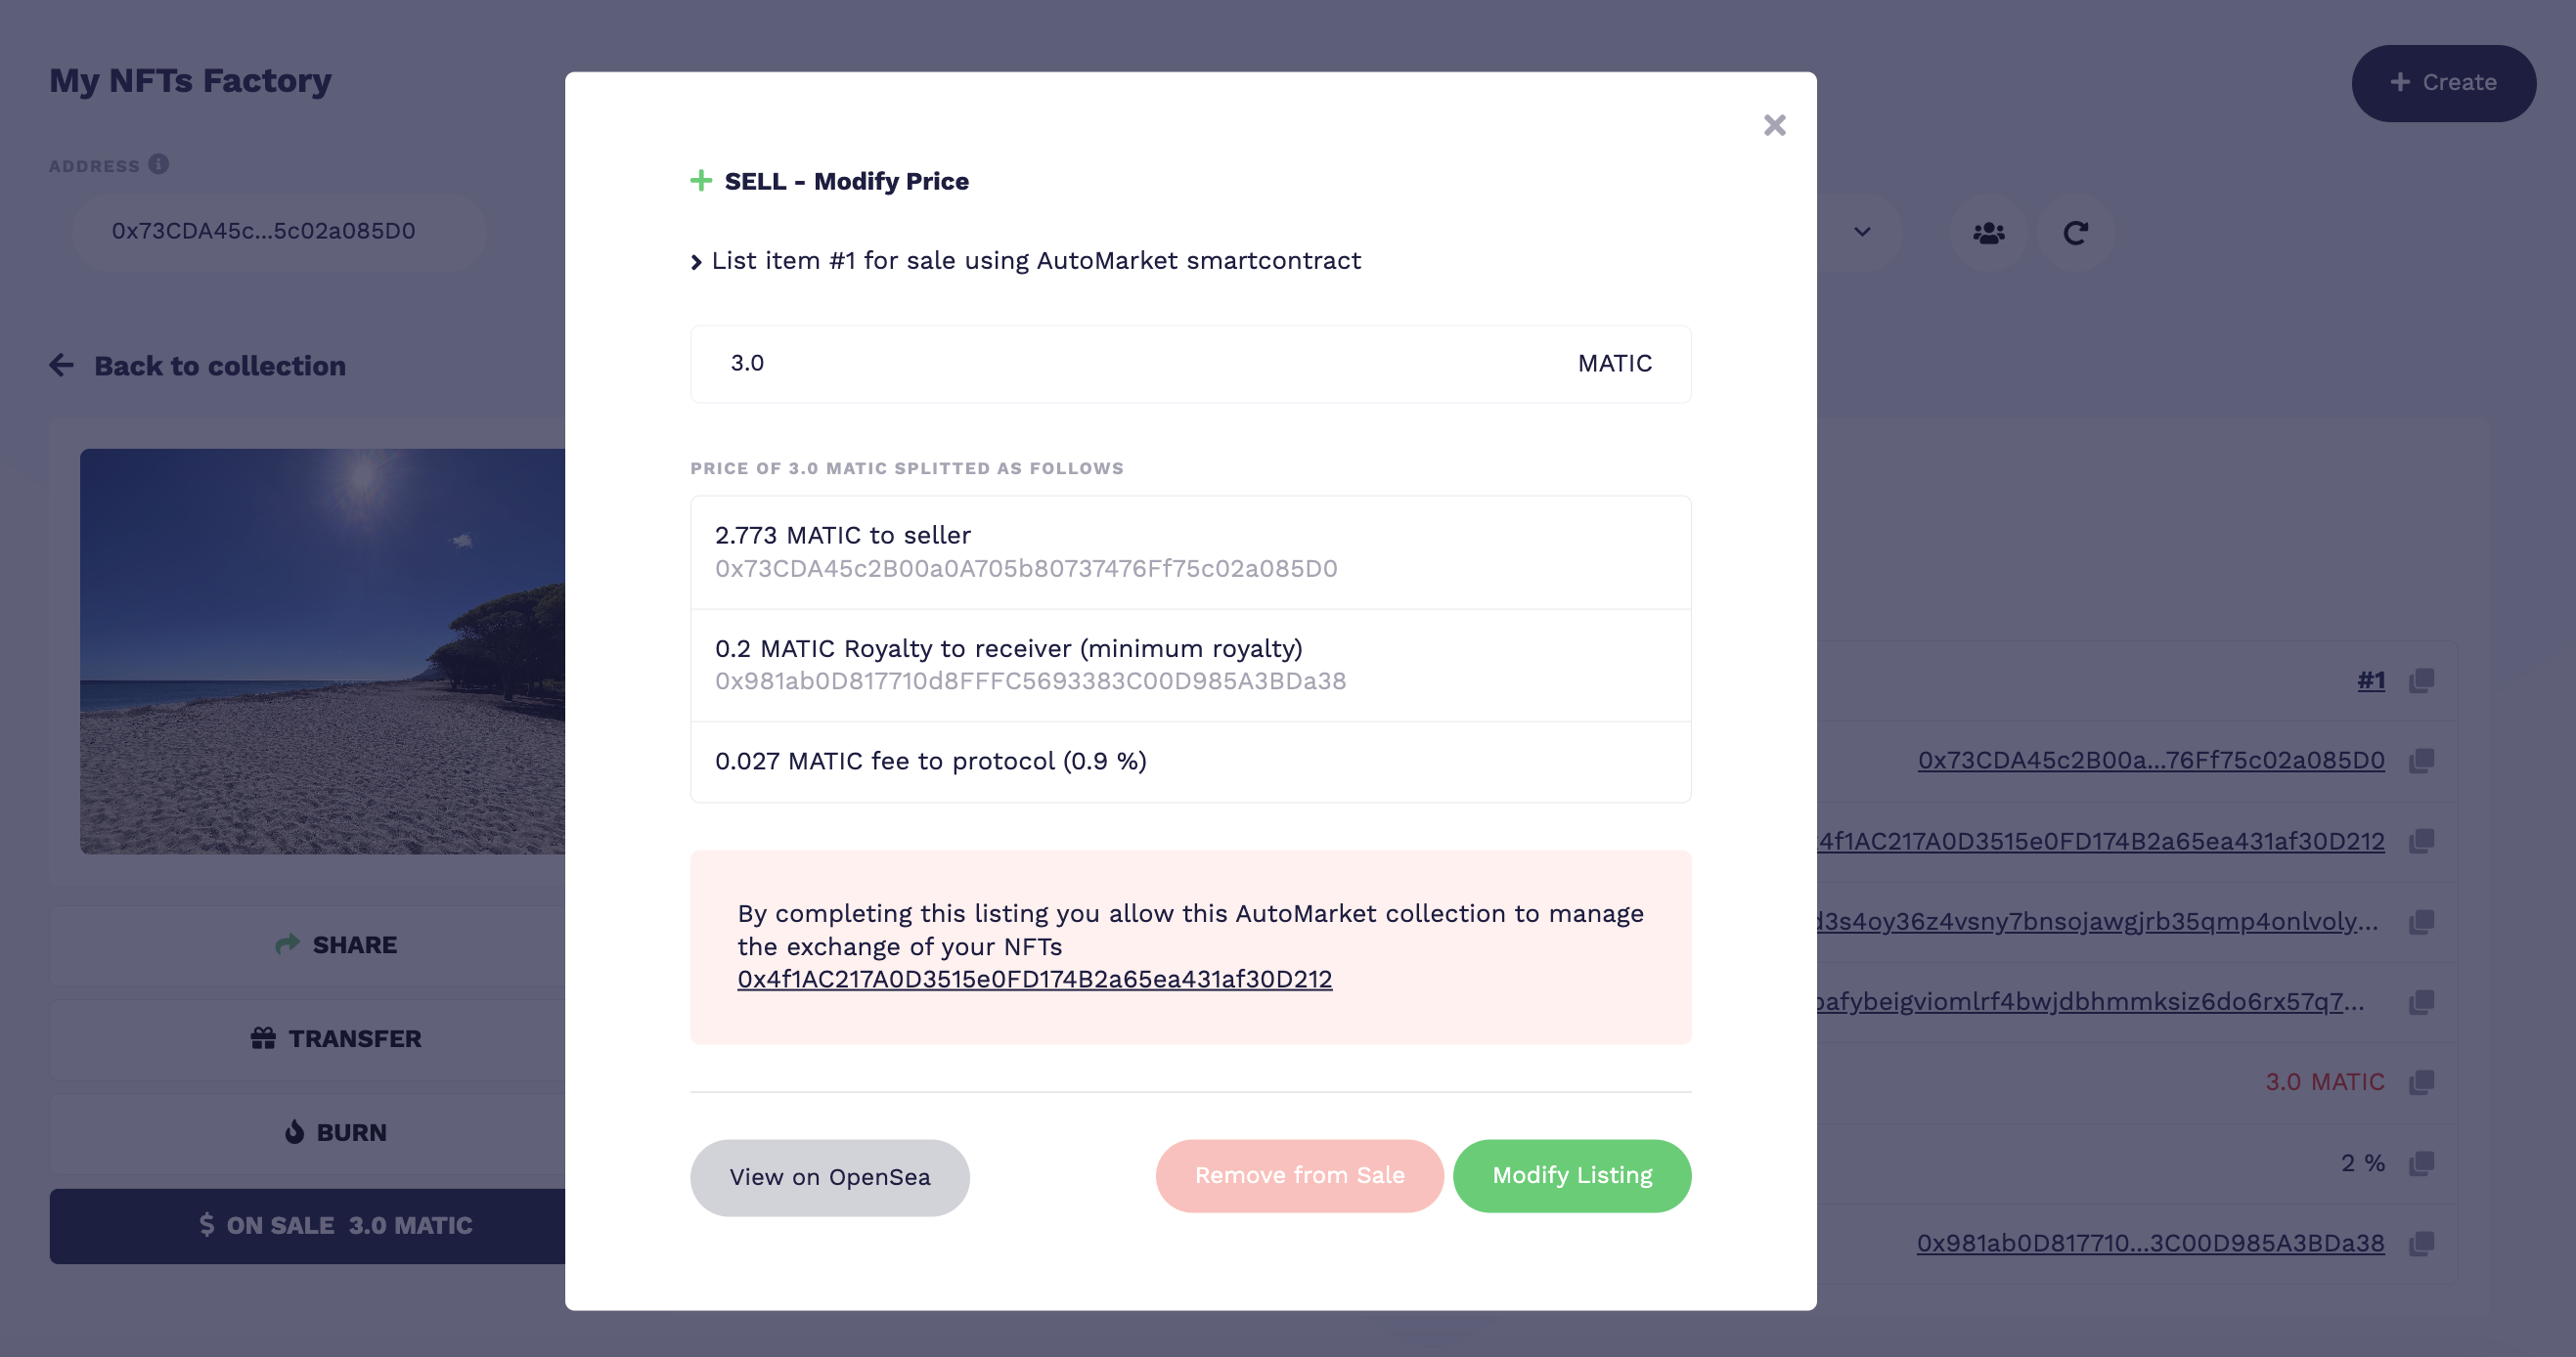 My NFTs Factory
+ Create
ADDRESS
0x73CDA45c...5c02a085D0
Back to collection
SHARE
TRANSFER
BURN
$ ON SALE 3.0 MATIC
SELL - Modify Price
List item #1 for sale using AutoMarket smartcontract
3.0 MATIC
PRICE OF 3.0 MATIC SPLITTED AS FOLLOWS
2.773 MATIC to seller
0x73CDA45c2B00a0A705b80737476Ff75c02a085D0
0.2 MATIC Royalty to receiver (minimum royalty)
0x981ab0D817710d8FFFC5693383C00D985A3BDa38
0.027 MATIC fee to protocol (0.9 %)
By completing this listing you allow this AutoMarket collection to manage
the exchange of your NFTs
0x4f1AC217A0D3515e0FD174B2a65ea431af30D212
View on OpenSea
Remove from Sale
Modify Listing
#1
0x73CDA45c2B00a...76Ff75c02a085D0
4f1AC217A0D3515e0FD174B2a65ea431af30D212
d3s4oy36z4vsny7bnsojawgjrb35qmp4onlvoly...
bafybeigviomlrf4bwjdbhmmksiz6do6rx57q7...
3.0 MATIC
2 %
0x981ab0D817710...3C00D985A3BDa38